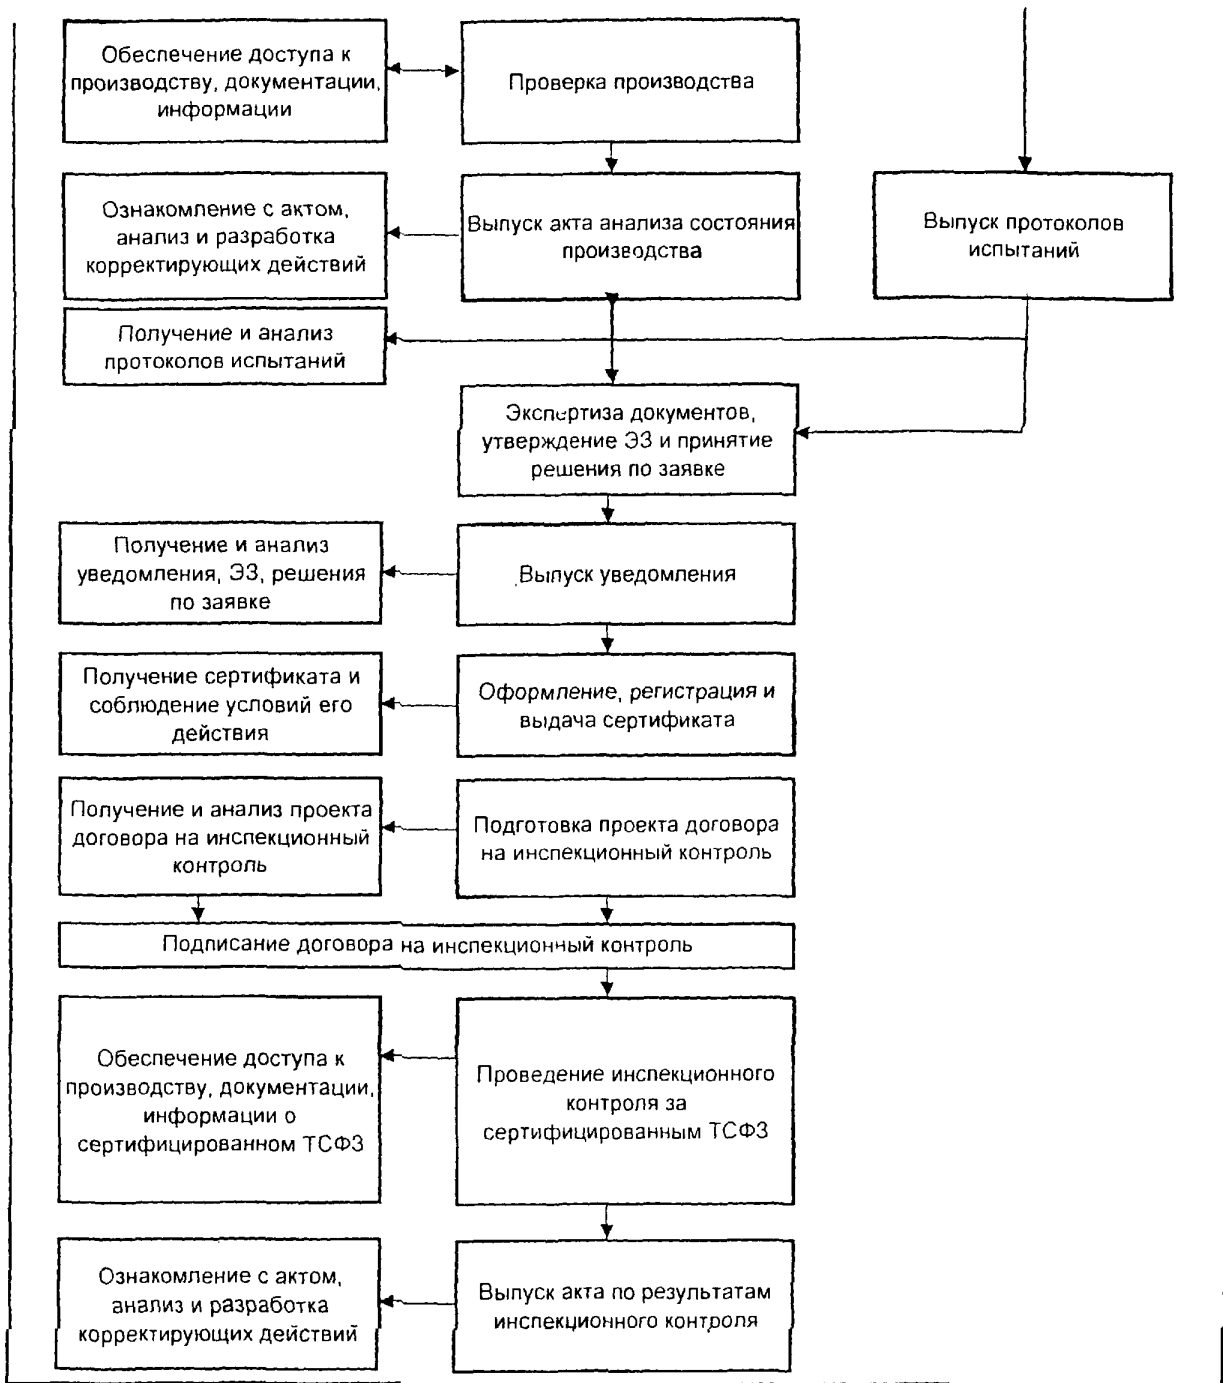 Обеспечение доступа к
производству, документации,
информации
Проверка производства
Ознакомление с актом,
анализ и разработка
корректирующих действий
Выпуск акта анализа состояния
производства
Выпуск протоколов
испытаний
Получение и анализ
протоколов испытаний
Экспертиза документов,
утверждение ЭЗ и принятие
решения по заявке
Получение и анализ
уведомления, ЭЗ, решения
по заявке
Выпуск уведомления
Получение сертификата и
соблюдение условий его
действия
Оформление, регистрация и
выдача сертификата
Получение и анализ проекта
договора на инспекционный
контроль
Подготовка проекта договора
на инспекционный контроль
Подписание договора на инспекционный контроль
Обеспечение доступа к
производству, документации,
информации о
сертифицированном ТСФЗ
Проведение инспекционного
контроля за
сертифицированным ТСФЗ
Ознакомление с актом,
анализ и разработка
корректирующих действий
Выпуск акта по результатам
инспекционного контроля